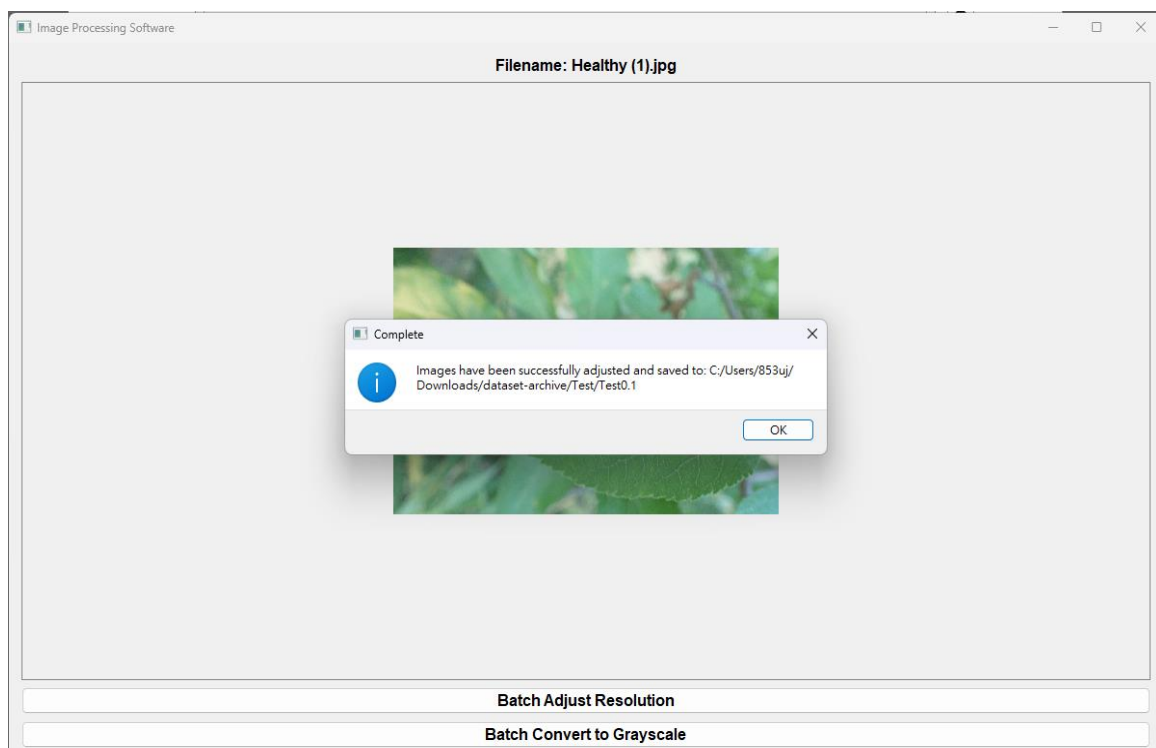 Image Processing Software
Filename: Healthy (1).jpg
Complete
Images have been successfully adjusted and saved to: C:/Users/853uj/
Downloads/dataset-archive/Test/Test0.1
OK
Batch Adjust Resolution
Batch Convert to Grayscale